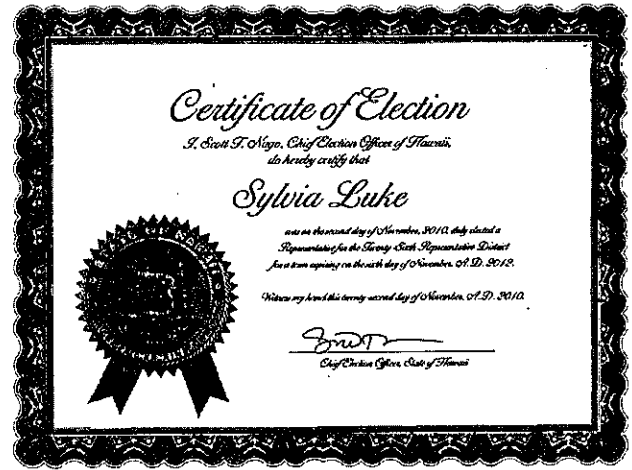 Certificate of Election
I, Scott T. Nago, Chief Election Officer of Hawaii,
do hereby certify that
Sylvia Luke
was on the second day of November, 2010, duly elected a
Representative for the Twenty-Sixth Representative District
for a term expiring on the sixth day of November, A.D. 2012.
Witness my hand this twenty-second day of November, A.D. 2010.
Chief Election Officer, State of Hawaii